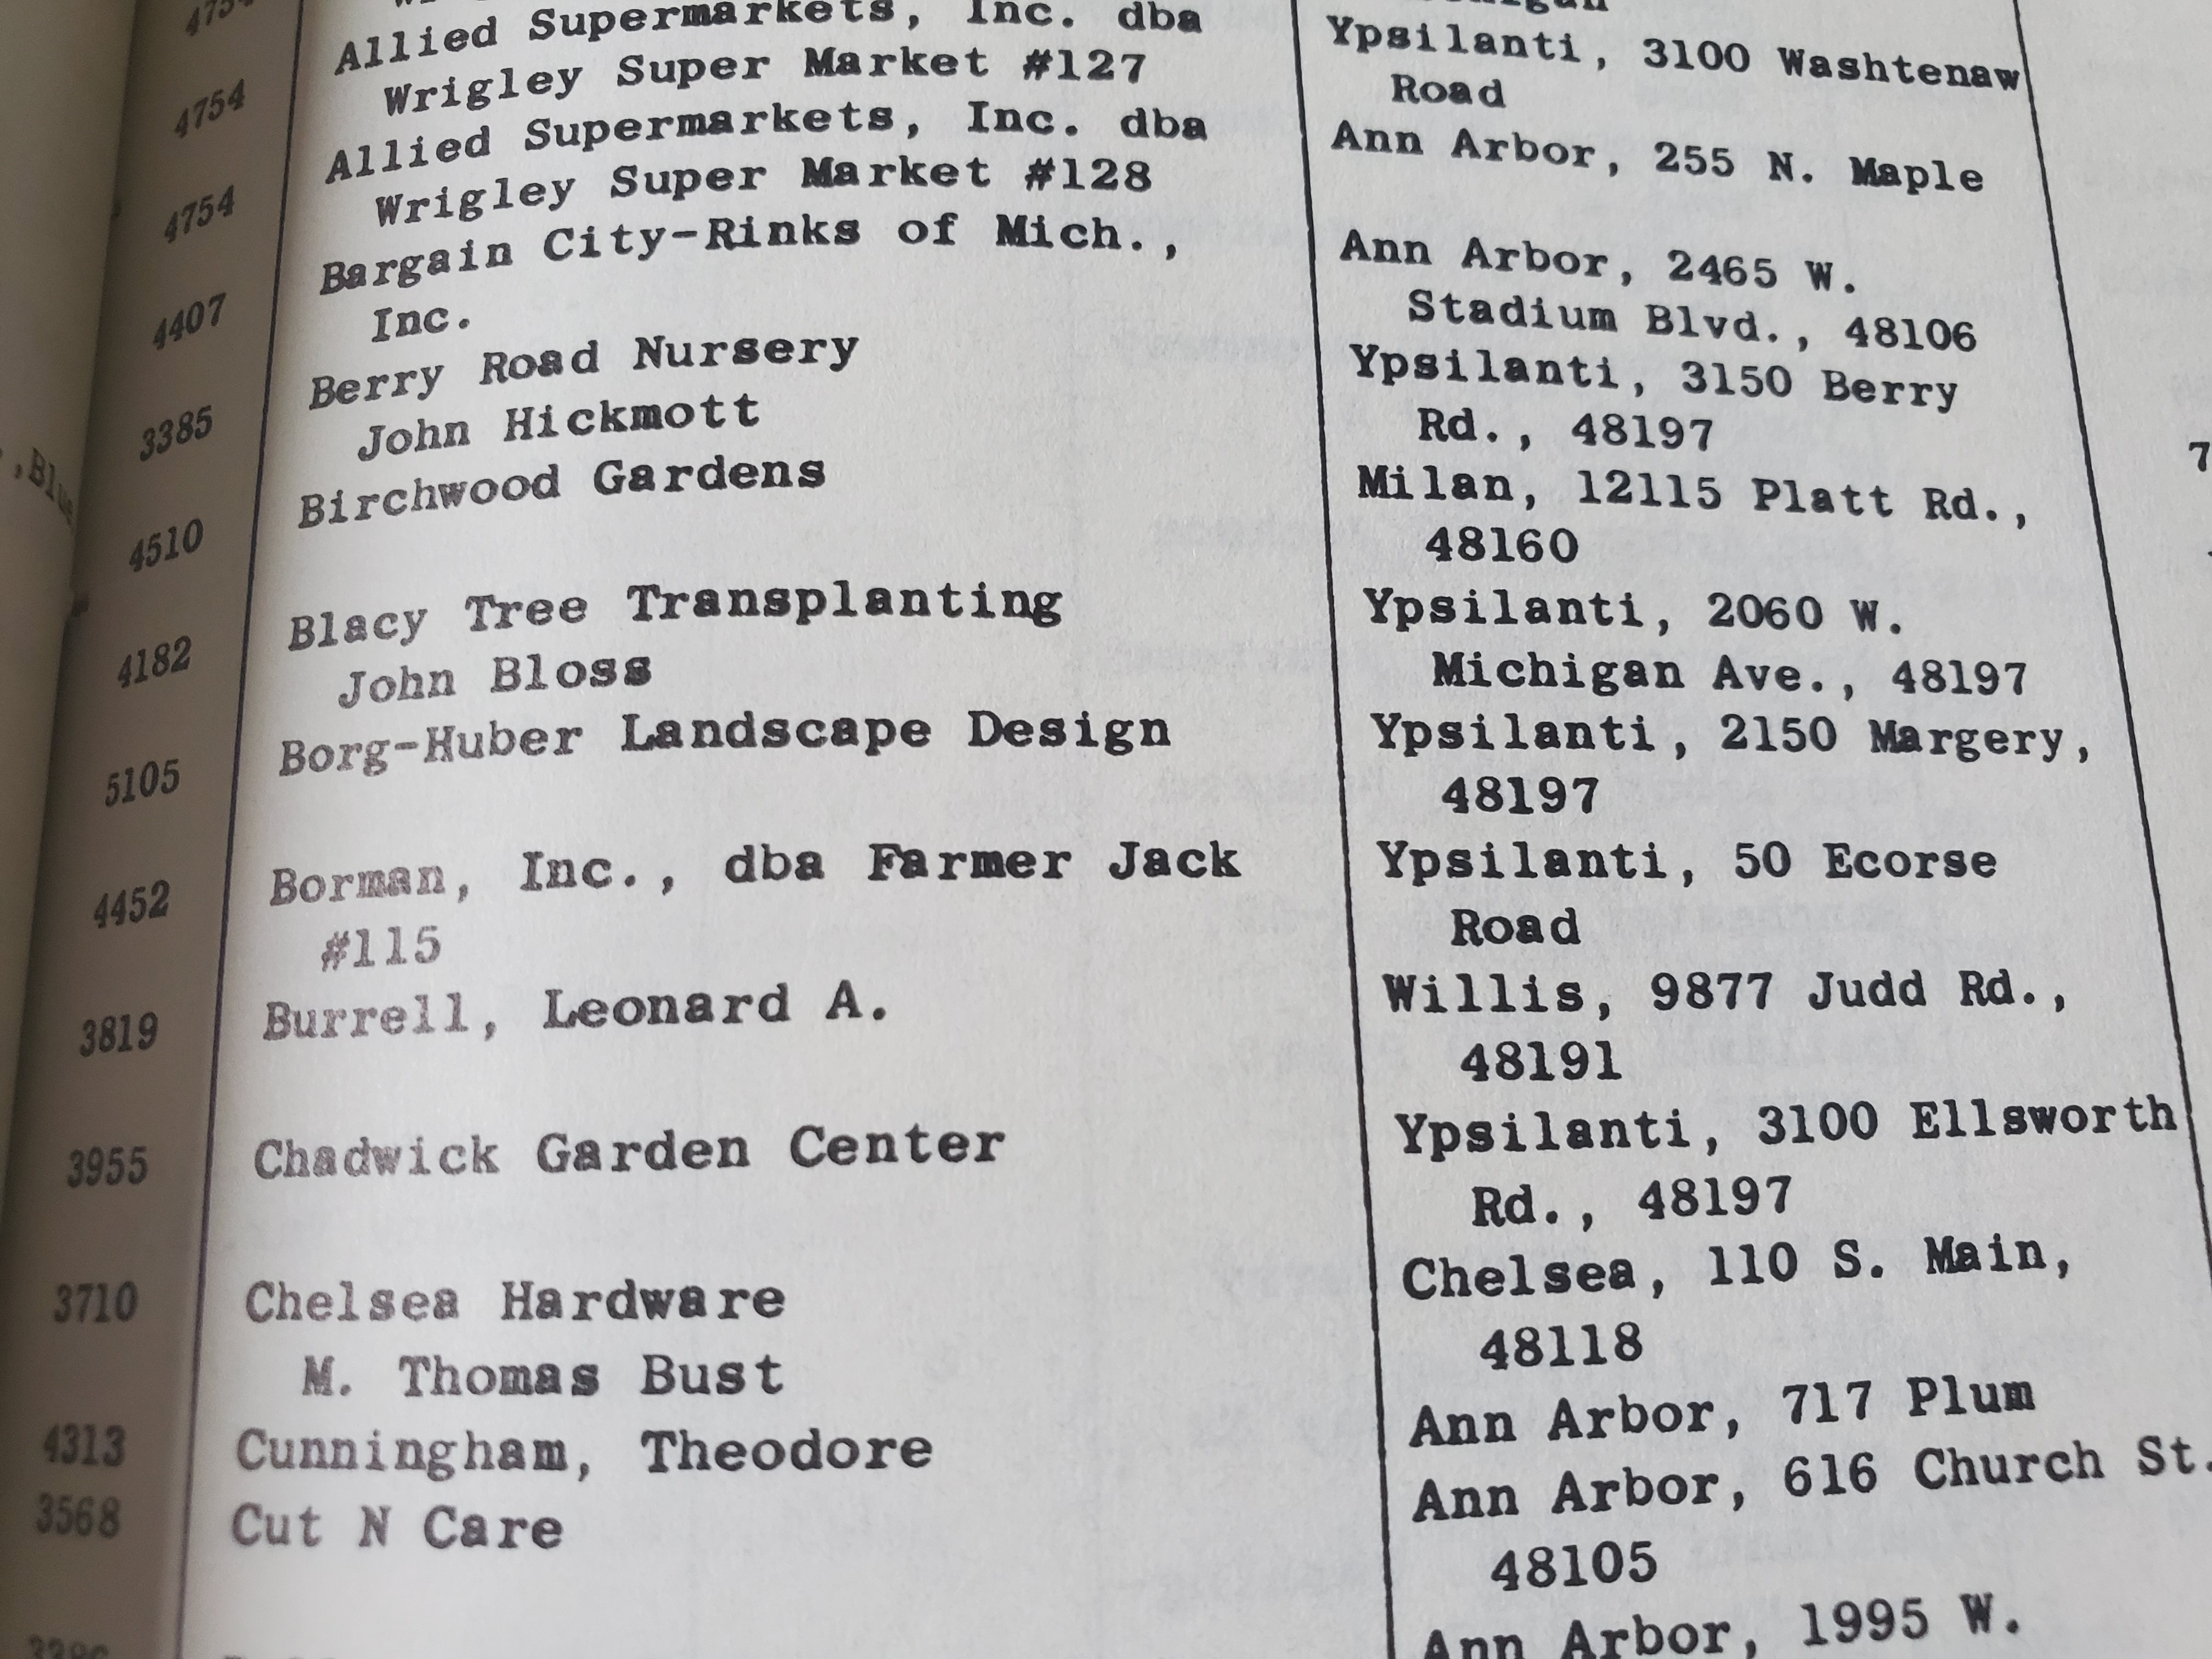 4754 Allied Supermarkets, Inc. dba Ypsilanti, 3100 Washtenaw
Wrigley Super Market #127 Road
4754 Allied Supermarkets, Inc. dba Ann Arbor, 255 N. Maple
Wrigley Super Market #128
4407 Bargain City-Rinks of Mich., Ann Arbor, 2465 W.
Inc. Stadium Blvd., 48106
3385 Berry Road Nursery Ypsilanti, 3150 Berry
John Hickmott Rd., 48197
4510 Birchwood Gardens Milan, 12115 Platt Rd.,
48160
4182 Blacy Tree Transplanting Ypsilanti, 2060 W.
John Bloss Michigan Ave., 48197
5105 Borg-Huber Landscape Design Ypsilanti, 2150 Margery,
48197
4452 Borman, Inc., dba Farmer Jack Ypsilanti, 50 Ecorse
#115 Road
3819 Burrell, Leonard A. Willis, 9877 Judd Rd.,
48191
3955 Chadwick Garden Center Ypsilanti, 3100 Ellsworth
Rd., 48197
3710 Chelsea Hardware Chelsea, 110 S. Main,
M. Thomas Bust 48118
4313 Cunningham, Theodore Ann Arbor, 717 Plum
3568 Cut N Care Ann Arbor, 616 Church St.
48105
Ann Arbor, 1995 W.